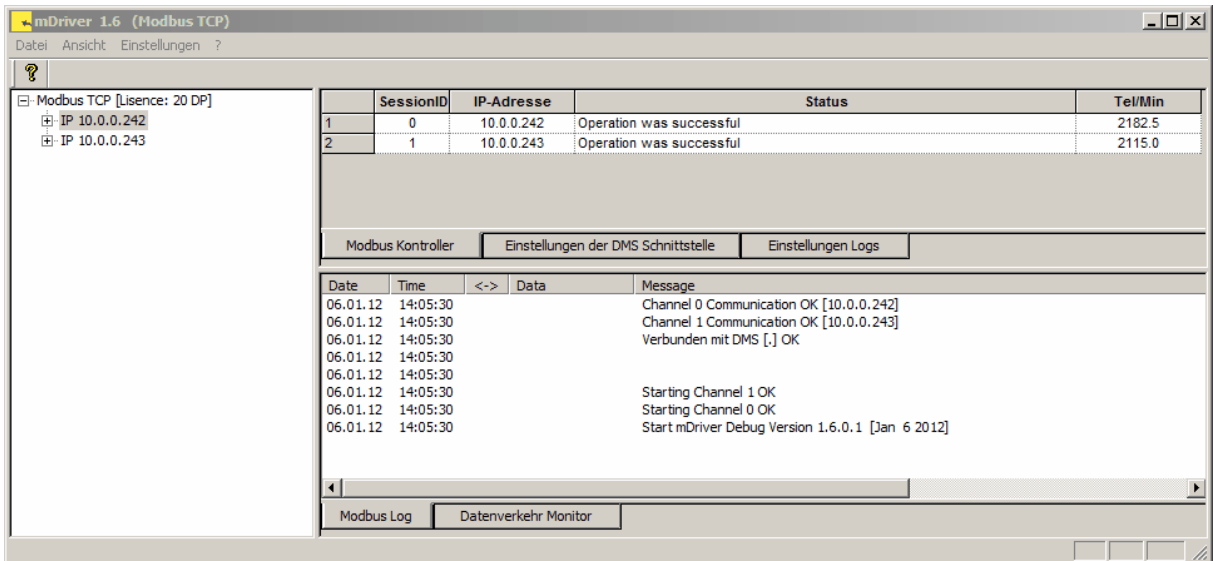 mDriver 1.6 (Modbus TCP)
Datei Ansicht Einstellungen ?
Modbus TCP [Lisence: 20 DP]
IP 10.0.0.242
IP 10.0.0.243
SessionID IP-Adresse Status Tel/Min
1 0 10.0.0.242 Operation was successful 2182.5
2 1 10.0.0.243 Operation was successful 2115.0
Modbus Kontroller Einstellungen der DMS Schnittstelle Einstellungen Logs
Date Time <-> Data Message
06.01.12 14:05:30 Channel 0 Communication OK [10.0.0.242]
06.01.12 14:05:30 Channel 1 Communication OK [10.0.0.243]
06.01.12 14:05:30 Verbunden mit DMS [.] OK
06.01.12 14:05:30
06.01.12 14:05:30
06.01.12 14:05:30 Starting Channel 1 OK
06.01.12 14:05:30 Starting Channel 0 OK
06.01.12 14:05:30 Start mDriver Debug Version 1.6.0.1 [Jan 6 2012]
Modbus Log Datenverkehr Monitor